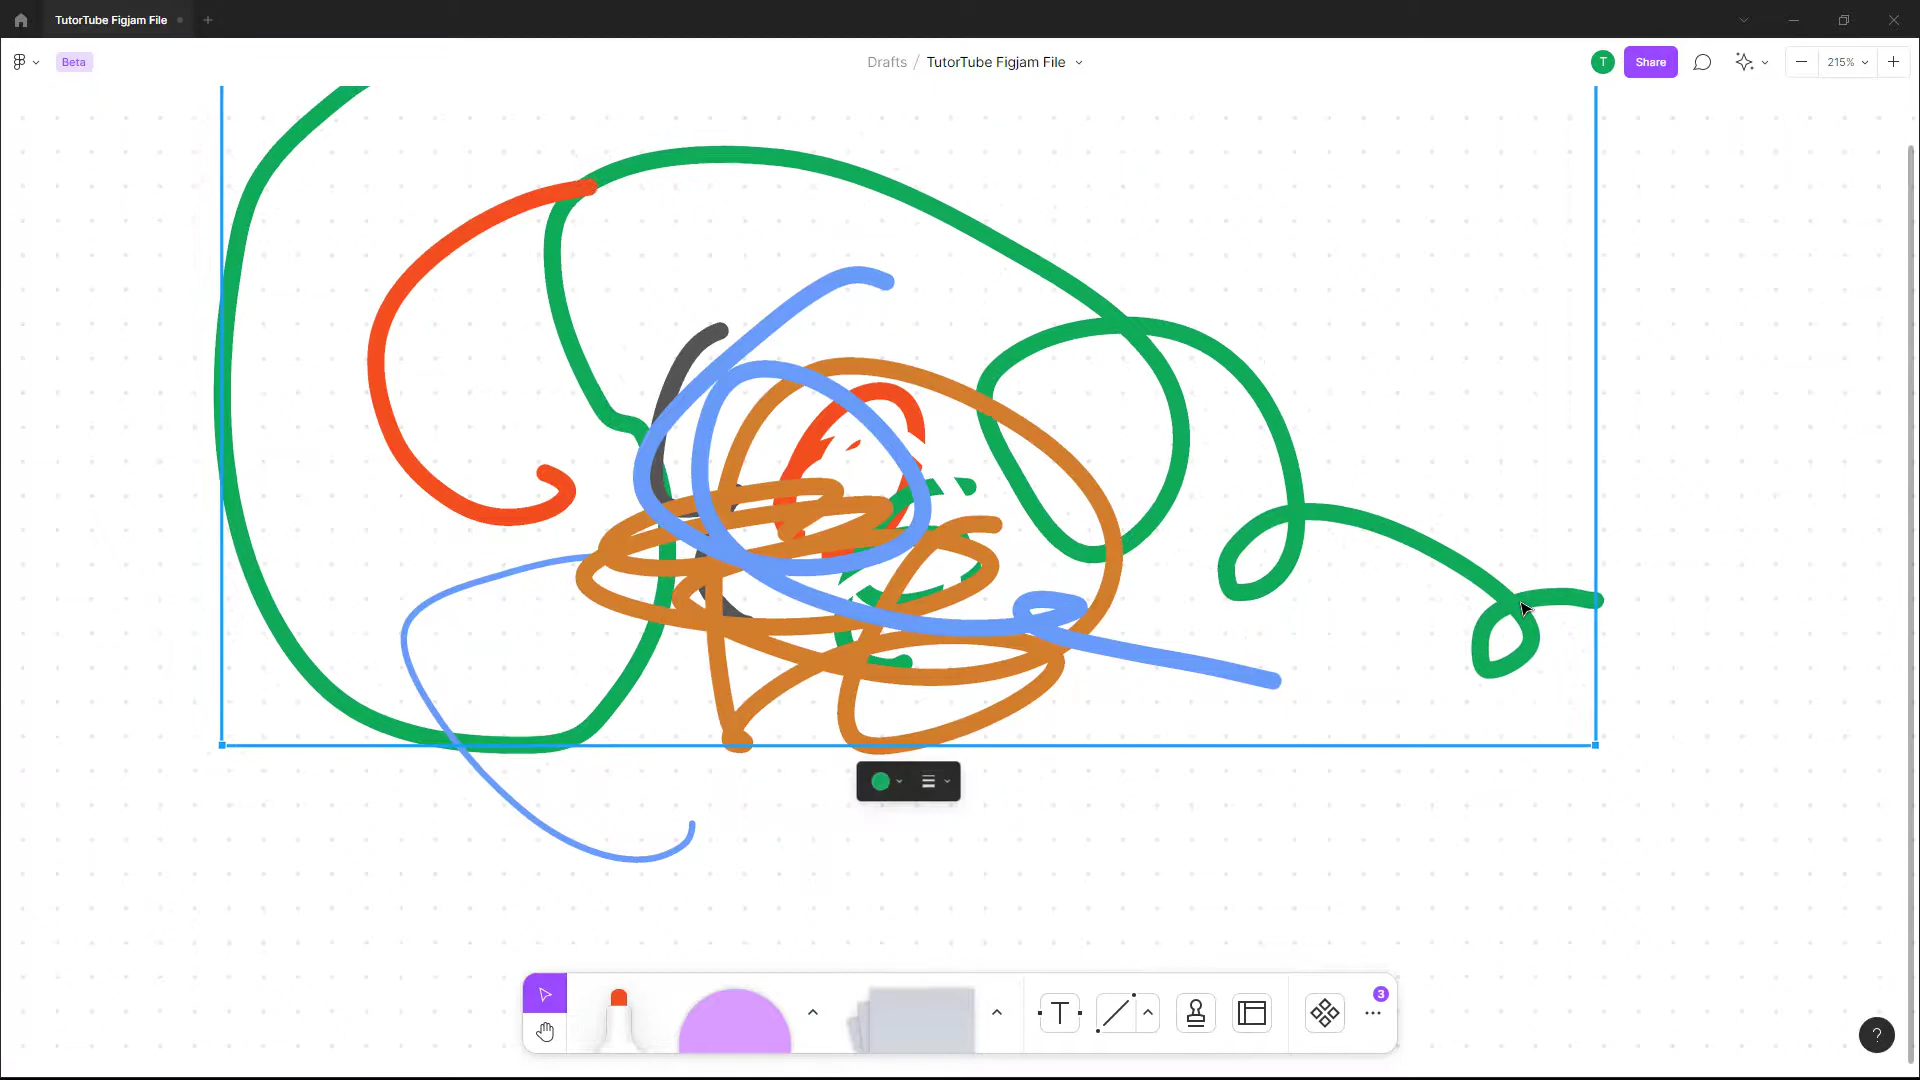 TutorTube Figjam File
Beta
Drafts / TutorTube Figjam File
T
Share
215%
T
3
?